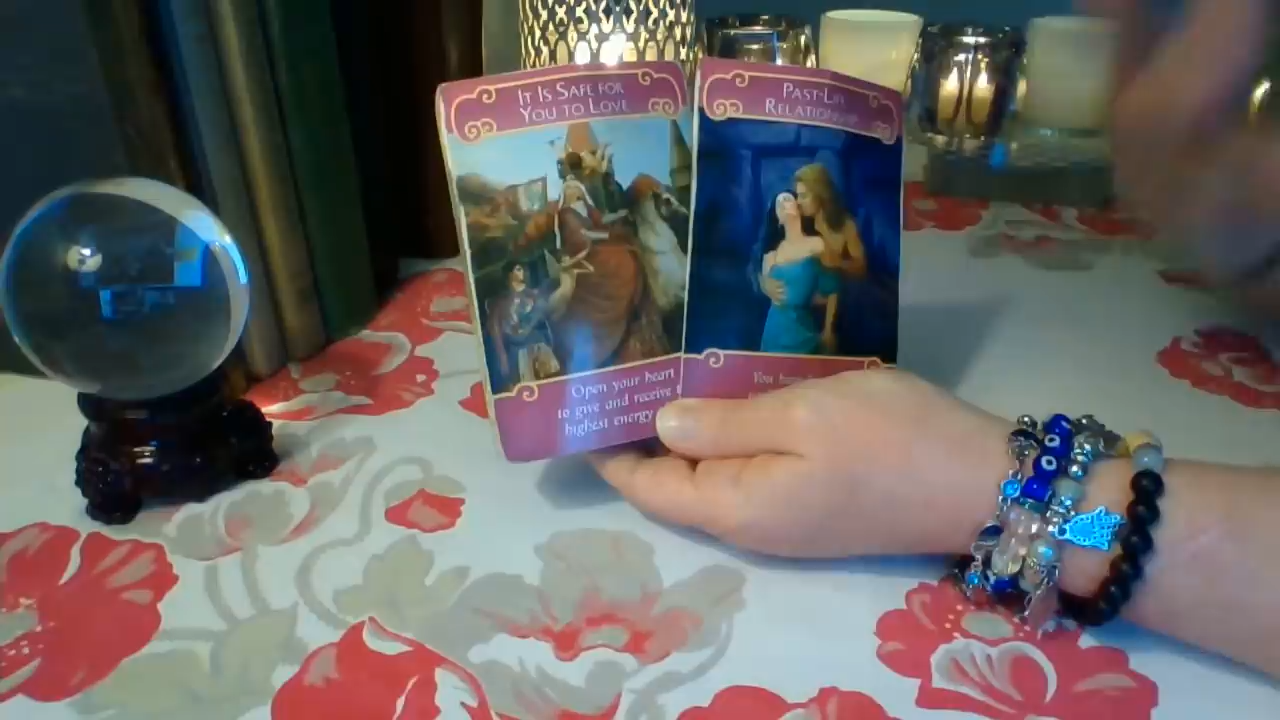 It Is Safe for
You to Love
Past-Life
Relationship
Open your heart
to give and receive
highest energy
You